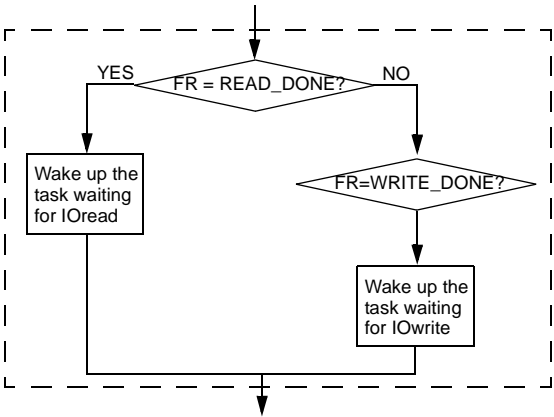 YES
FR = READ_DONE?
NO
Wake up the
task waiting
for IOread
FR=WRITE_DONE?
Wake up the
task waiting
for IOwrite